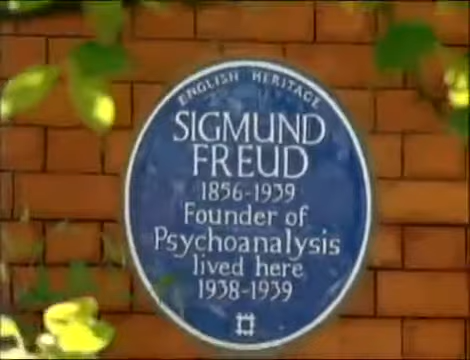 ENGLISH HERITAGE
SIGMUND
FREUD
1856-1939
Founder of
Psychoanalysis
lived here
1938-1939